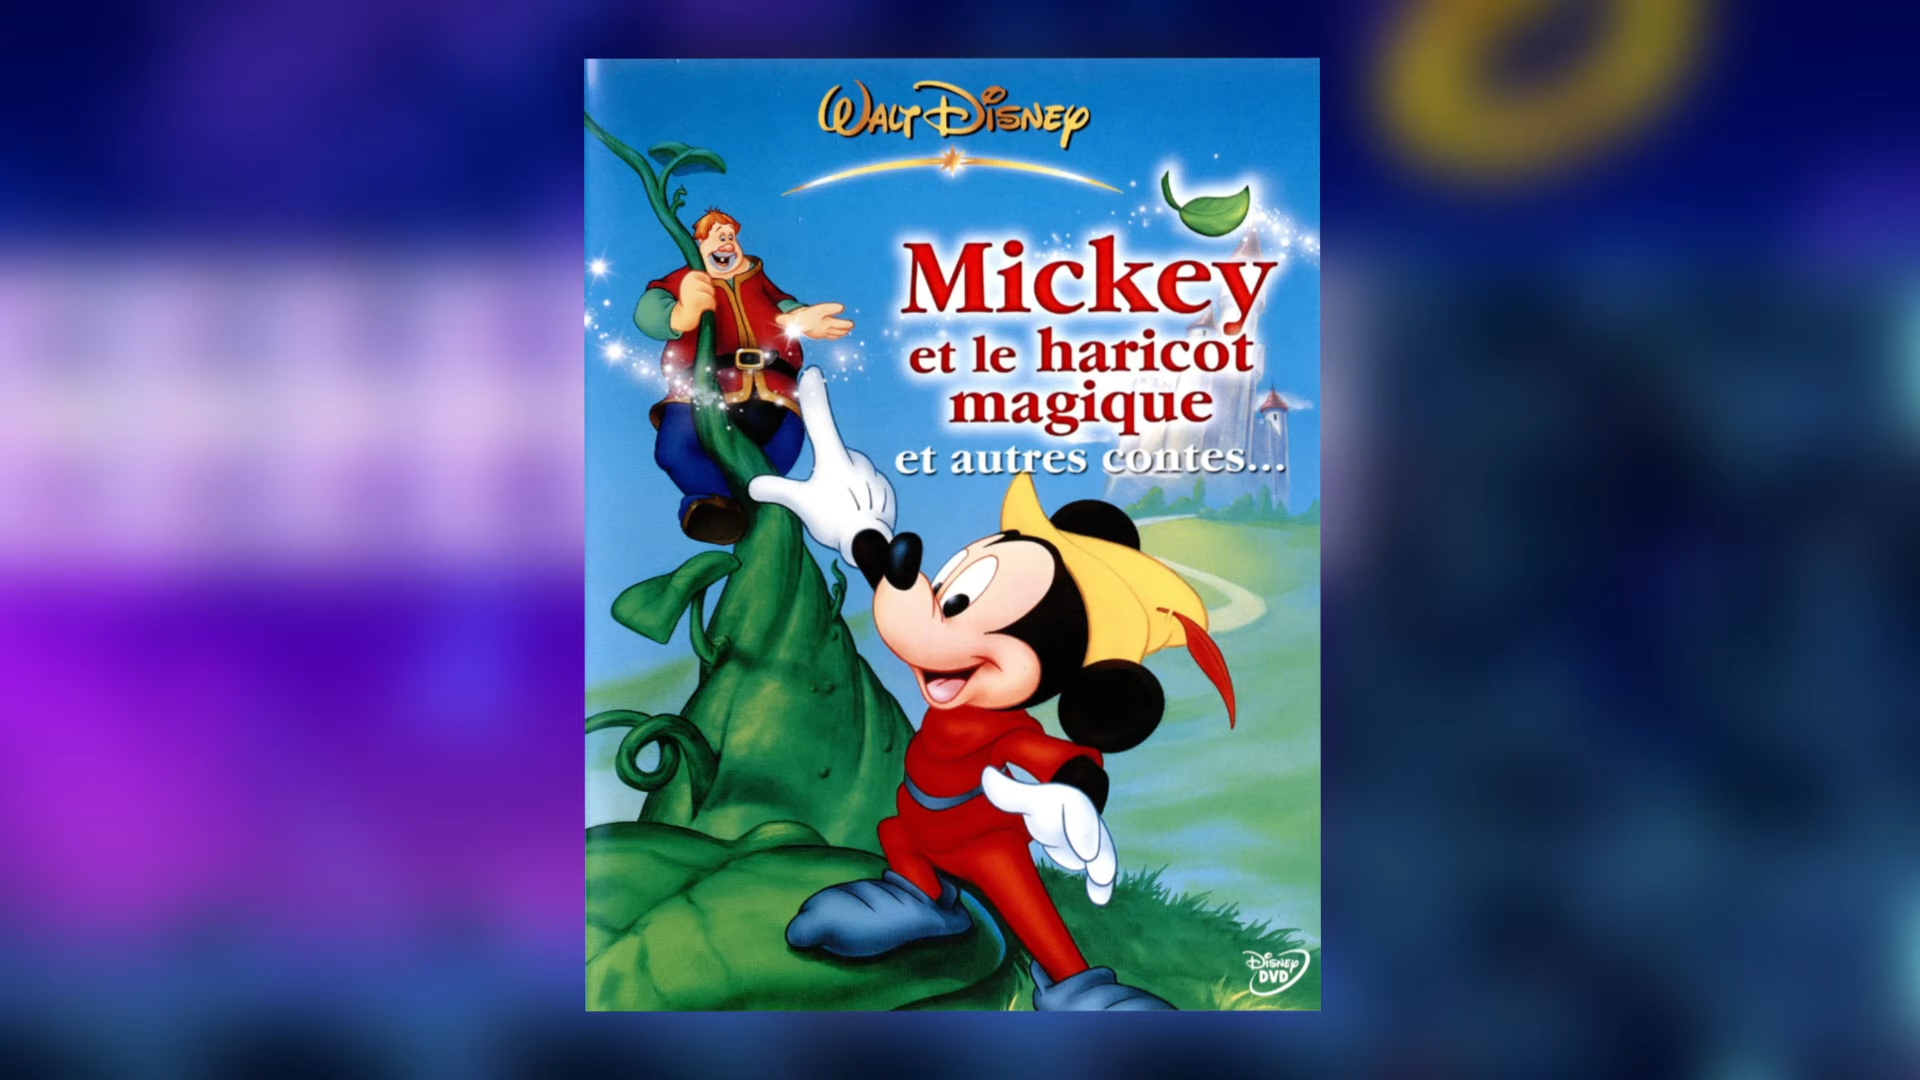 Walt Disney
Mickey
et le haricot
magique
et autres contes...
Disney
DVD